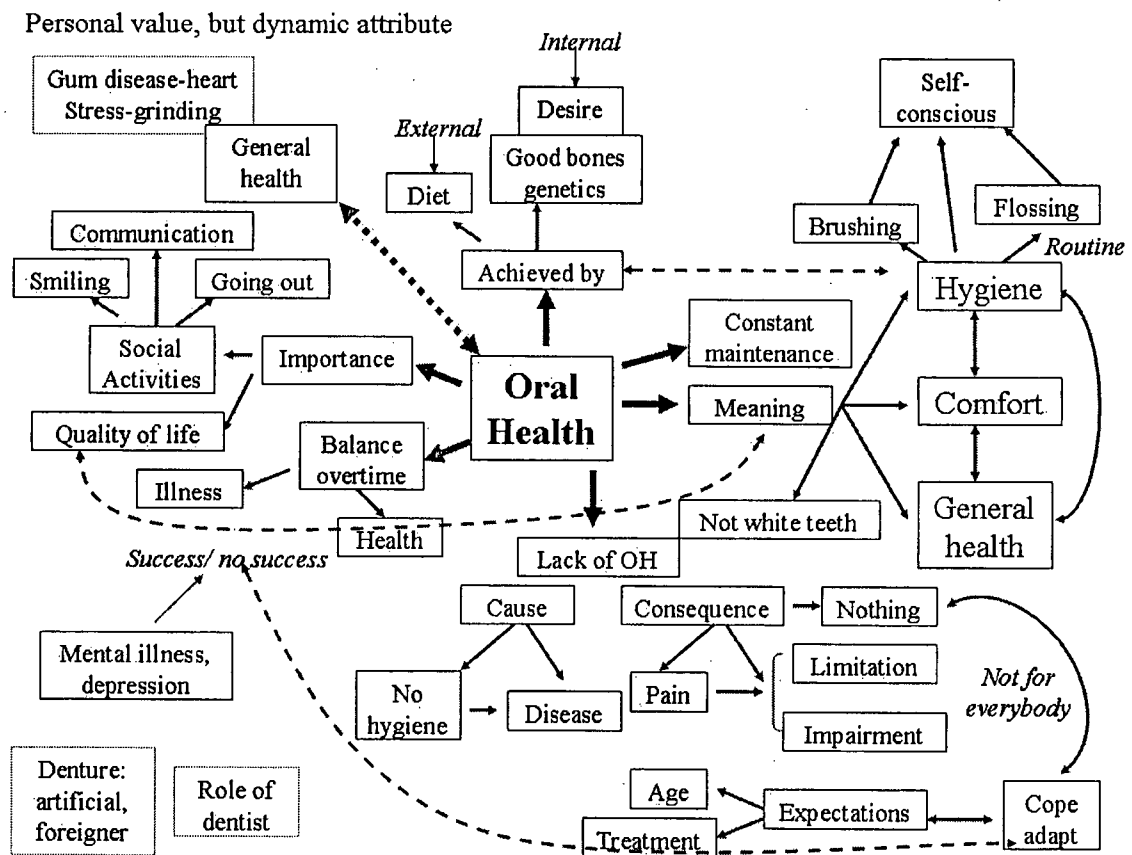 Personal value, but dynamic attribute
Gum disease-heart
Stress-grinding
General
health
External
Diet
Internal
Desire
Good bones
genetics
Achieved by
Self-
conscious
Brushing
Flossing
Routine
Hygiene
Communication
Smiling
Going out
Social
Activities
Importance
Quality of life
Oral
Health
Constant
maintenance
Meaning
Comfort
General
health
Balance
overtime
Illness
Health
Not white teeth
Lack of OH
Success/ no success
Mental illness,
depression
Cause
No
hygiene
Disease
Consequence
Nothing
Pain
Limitation
Impairment
Not for
everybody
Denture:
artificial,
foreigner
Role of
dentist
Age
Treatment
Expectations
Cope
adapt